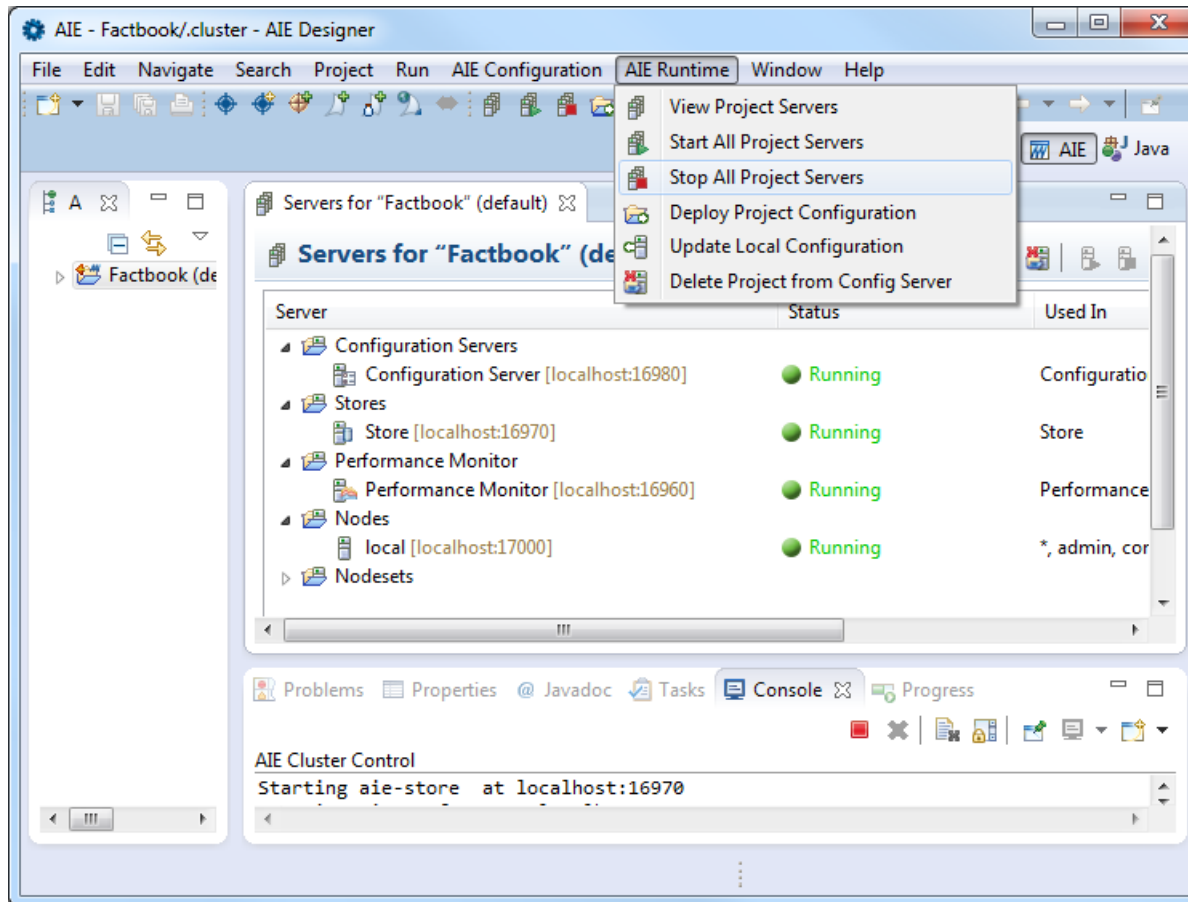 AIE - Factbook/.cluster - AIE Designer
File Edit Navigate Search Project Run AIE Configuration AIE Runtime Window Help
View Project Servers
Start All Project Servers
Stop All Project Servers
Deploy Project Configuration
Update Local Configuration
Delete Project from Config Server
AIE Java
A
Factbook (de
Servers for "Factbook" (default)
Servers for "Factbook" (de
Server Status Used In
Configuration Servers
Configuration Server [localhost:16980] Running Configuratio
Stores
Store [localhost:16970] Running Store
Performance Monitor
Performance Monitor [localhost:16960] Running Performance
Nodes
local [localhost:17000] Running *, admin, cor
Nodesets
Problems Properties @ Javadoc Tasks Console Progress
AIE Cluster Control
Starting aie-store at localhost:16970